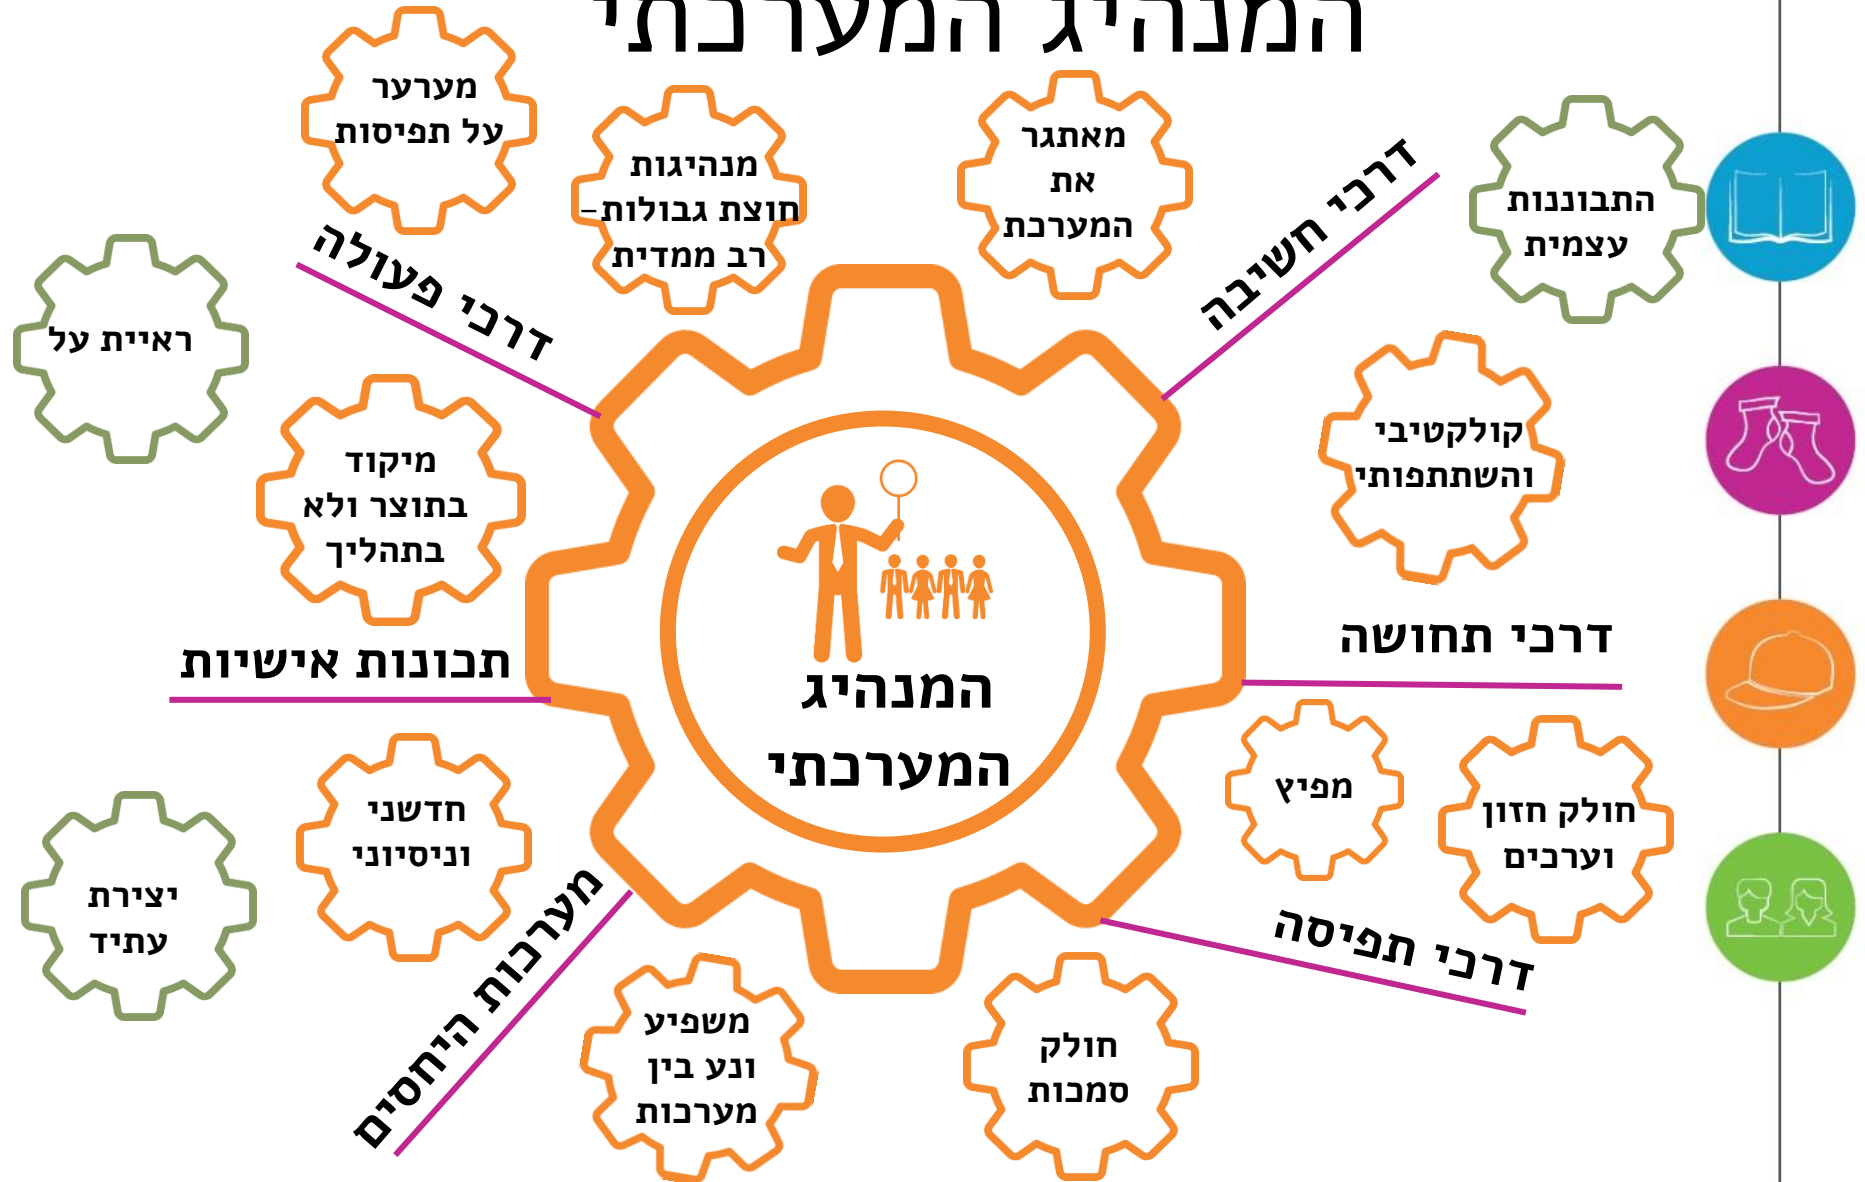 המנהיג המערכתי
מערער
על תפיסות
מנהיגות
חוצת גבולות–
רב ממדית
מאתגר
את
המערכת
דרכי חשיבה
התבוננות
עצמית
דרכי פעולה
ראיית על
קולקטיבי
והשתתפותי
מיקוד
בתוצר ולא
בתהליך
דרכי תחושה
תכונות אישיות
המנהיג
המערכתי
מפיץ
חולק חזון
וערכים
חדשני
וניסיוני
יצירת
עתיד
דרכי תפיסה
מערכות היחסים
משפיע
ונע בין
מערכות
חולק
סמכות